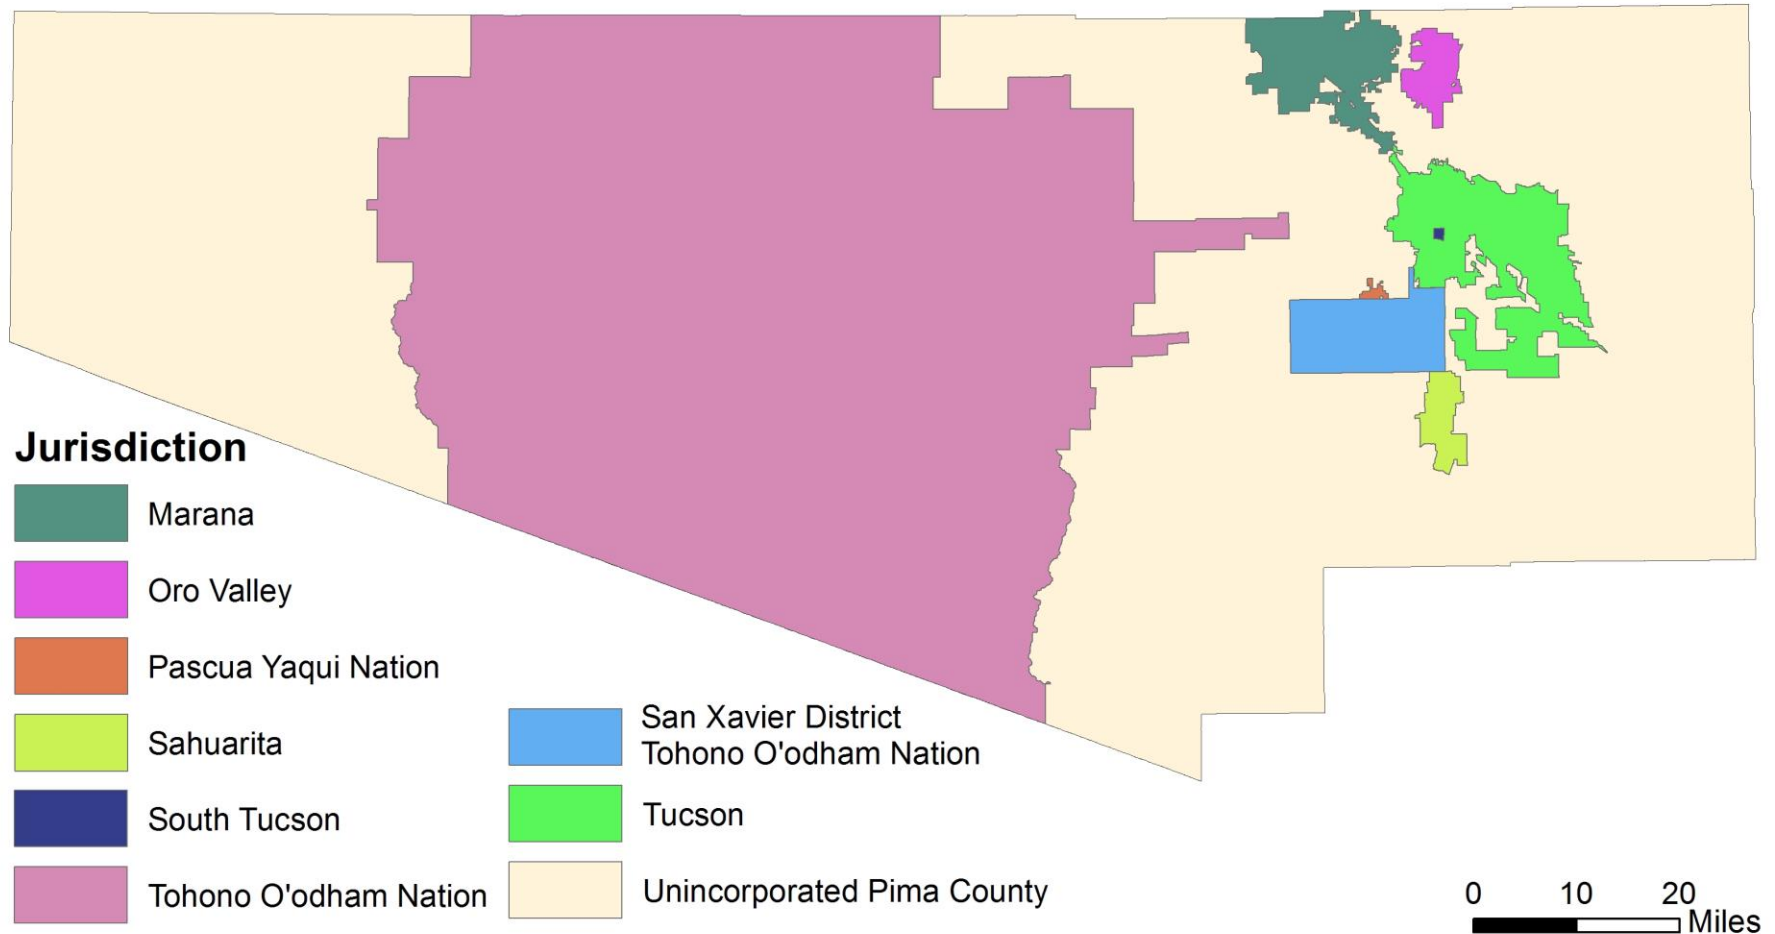 Jurisdiction
Marana
Oro Valley
Pascua Yaqui Nation
Sahuarita
South Tucson
Tohono O'odham Nation
San Xavier District
Tohono O'odham Nation
Tucson
Unincorporated Pima County
0 10 20
Miles